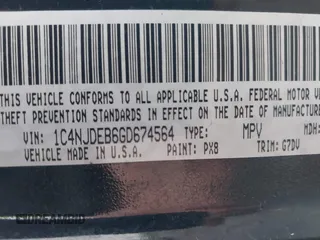 THIS VEHICLE CONFORMS TO ALL APPLICABLE U.S.A. FEDERAL MOTOR
THEFT PREVENTION STANDARDS IN EFFECT ON THE DATE OF MANUFACTURE
VIN: 1C4NJDEB6GD674564 TYPE: MPV MDH:
VEHICLE MADE IN U.S.A. PAINT: PX8 TRIM: G7DV